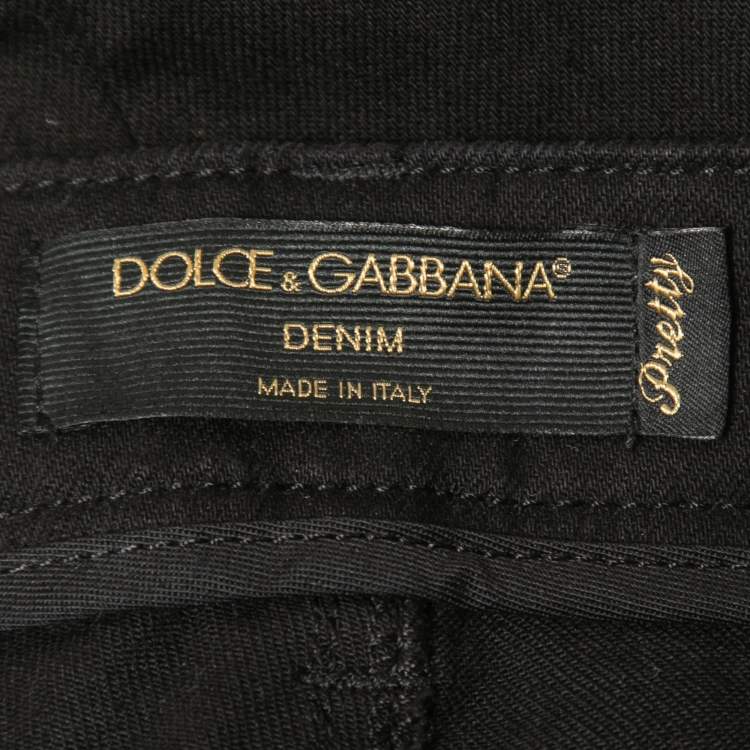 DOLCE & GABBANA®
DENIM
MADE IN ITALY
Pretty